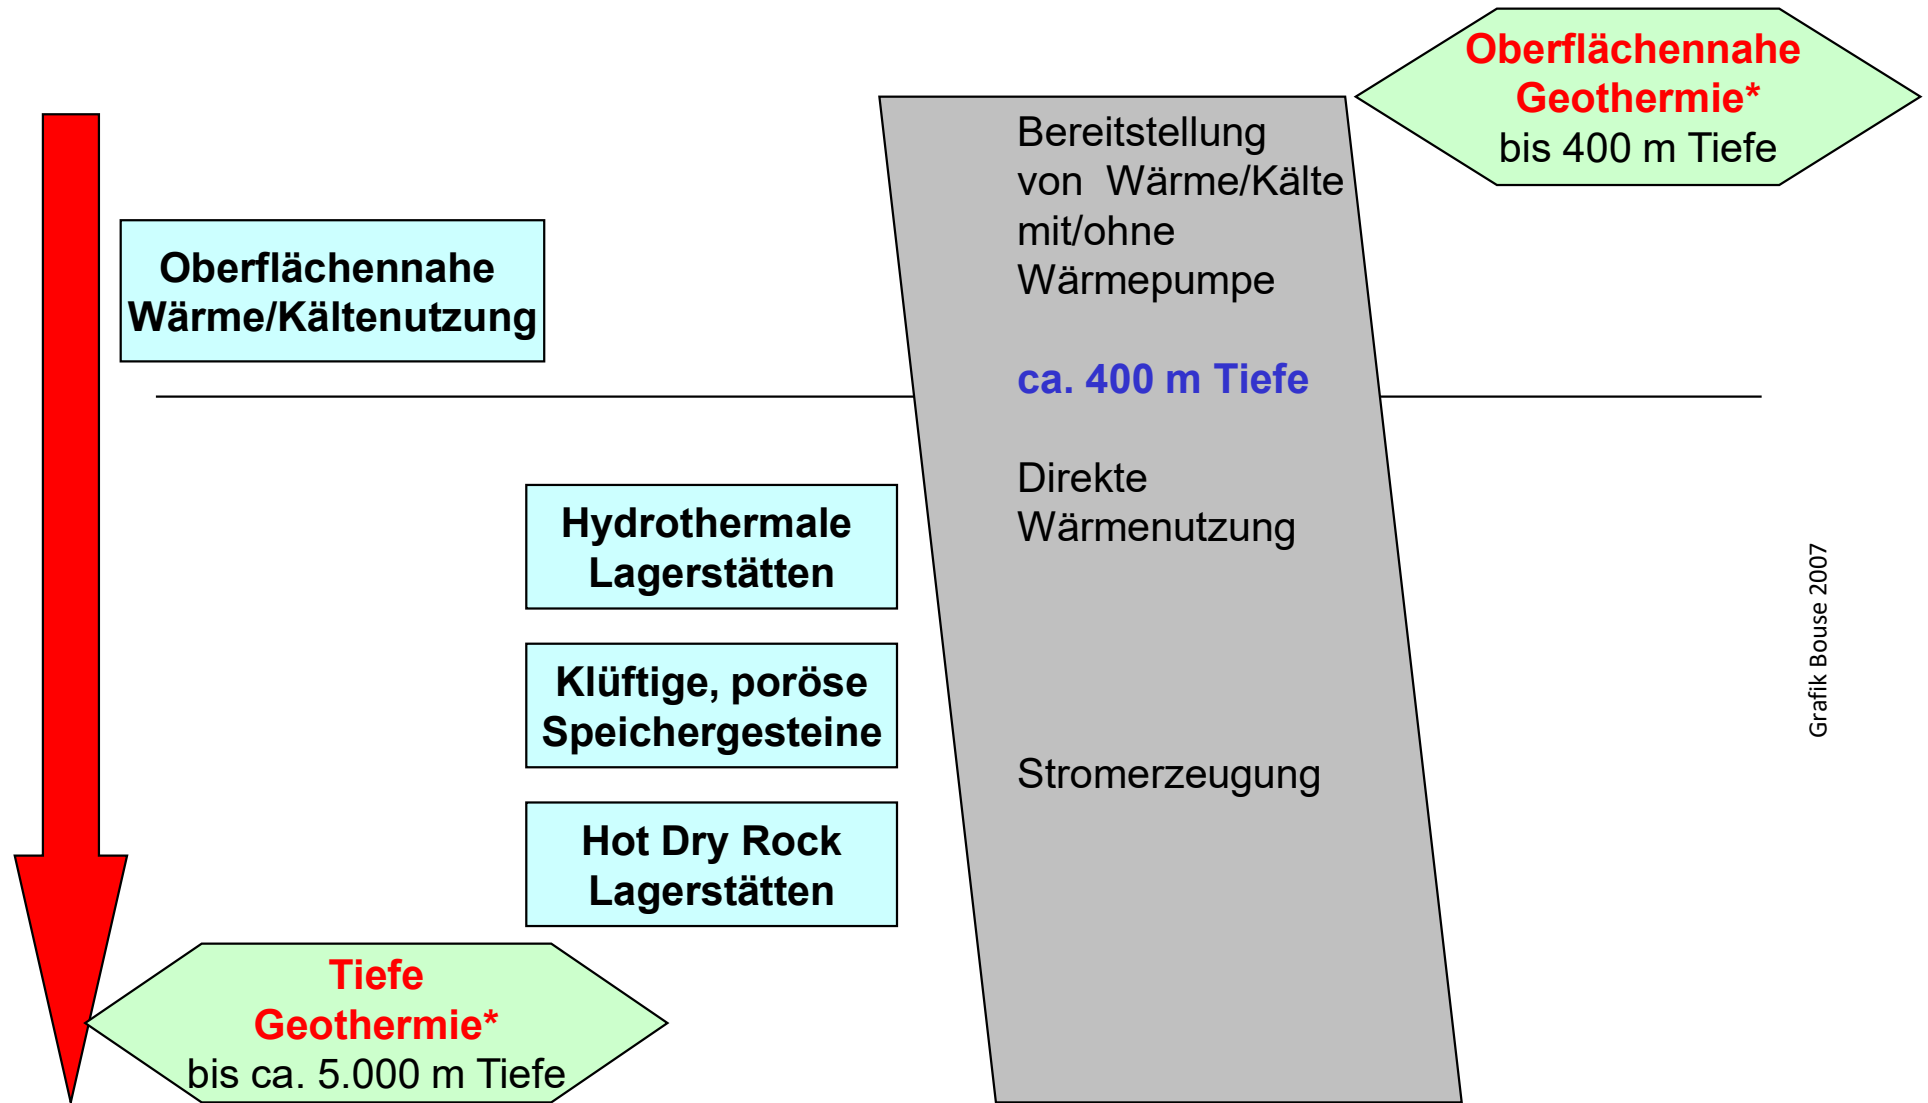 Oberflächennahe
Geothermie*
bis 400 m Tiefe
Bereitstellung
von Wärme/Kälte
mit/ohne
Wärmepumpe
Oberflächennahe
Wärme/Kältenutzung
ca. 400 m Tiefe
Direkte
Wärmenutzung
Hydrothermale
Lagerstätten
Klüftige, poröse
Speichergesteine
Stromerzeugung
Hot Dry Rock
Lagerstätten
Tiefe
Geothermie*
bis ca. 5.000 m Tiefe
Grafik Bouse 2007